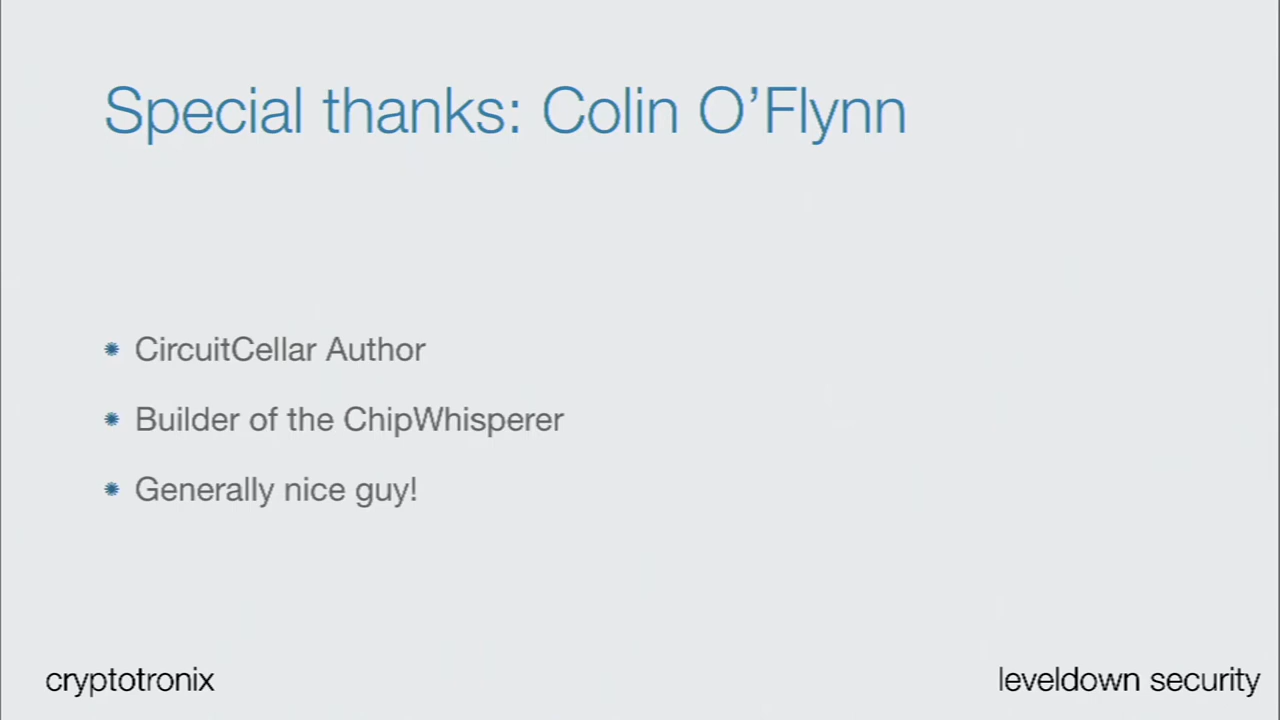 Special thanks: Colin O’Flynn
CircuitCellar Author
Builder of the ChipWhisperer
Generally nice guy!
cryptotronix
leveldown security